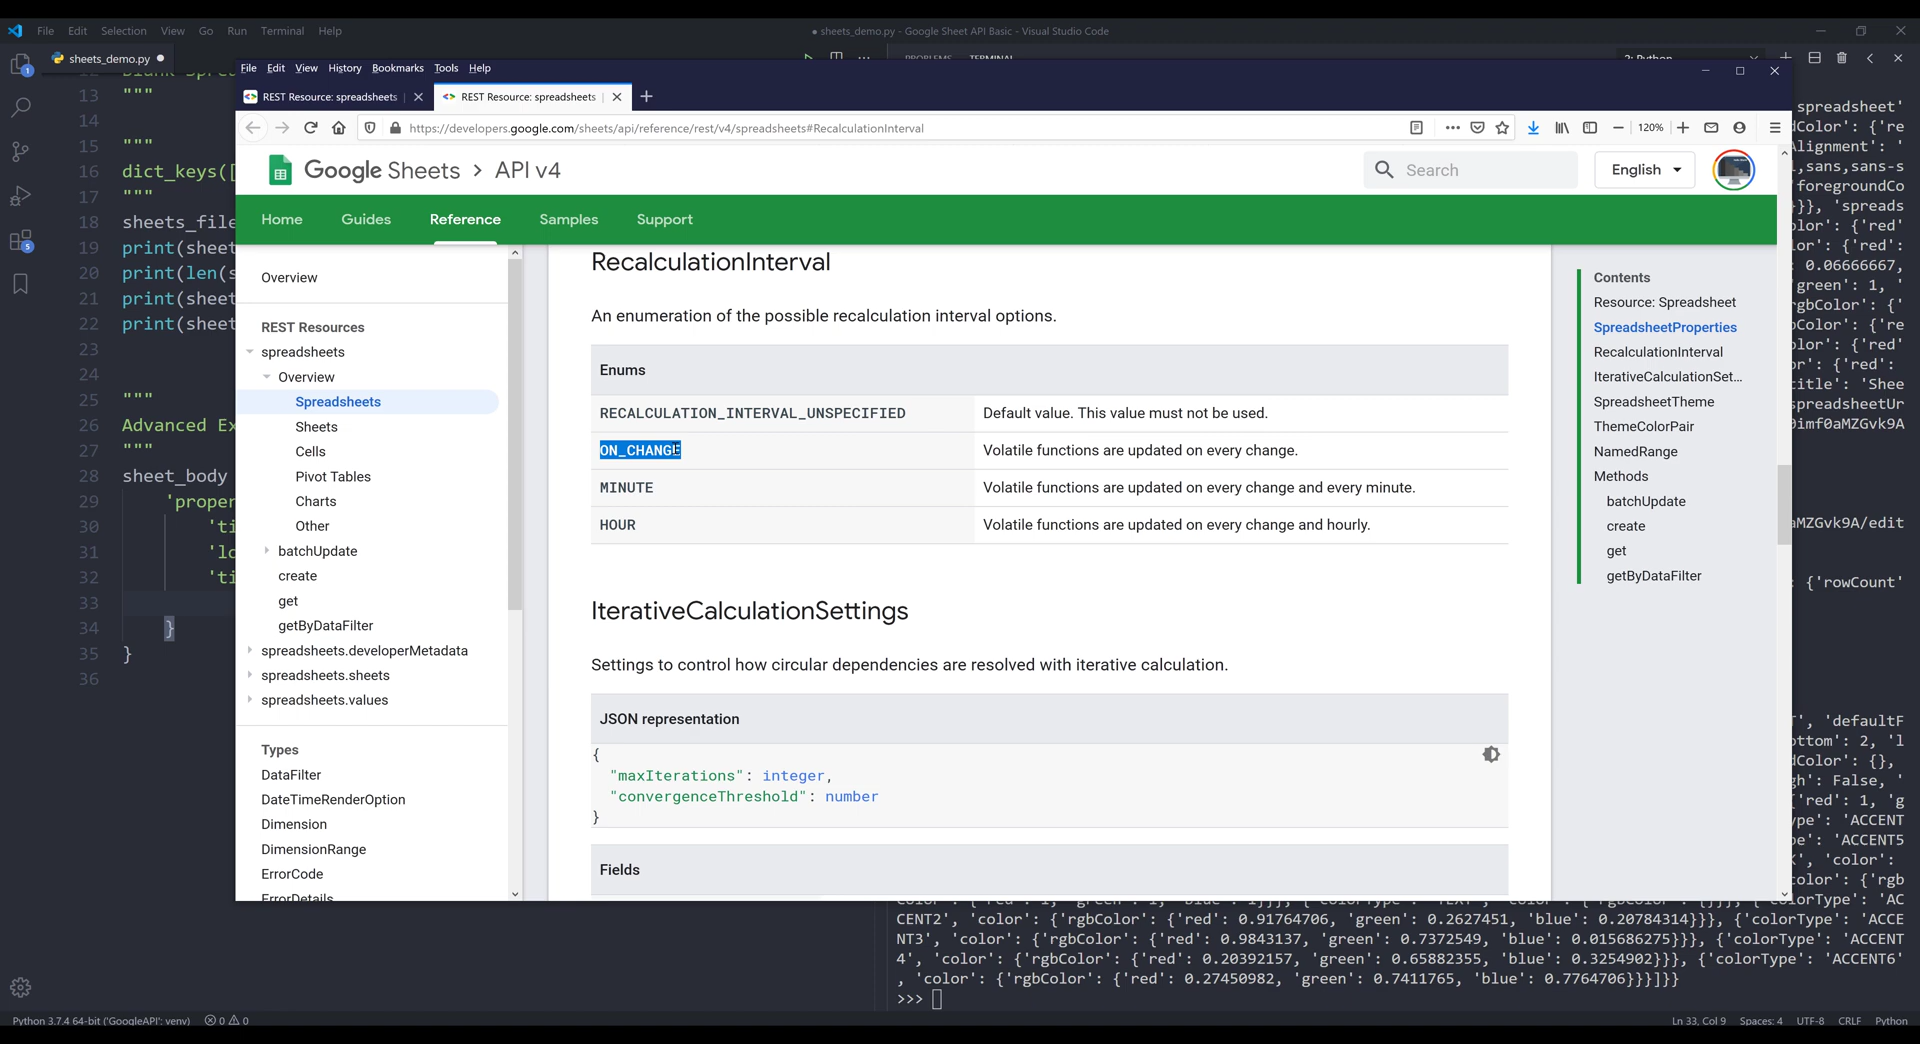 File Edit Selection View Go Run Terminal Help
● sheets_demo.py - Google Sheet API Basic - Visual Studio Code
sheets_demo.py
File Edit View History Bookmarks Tools Help
REST Resource: spreadsheets
REST Resource: spreadsheets
https://developers.google.com/sheets/api/reference/rest/v4/spreadsheets#RecalculationInterval
120%
Google Sheets > API v4
Search
English
Home Guides Reference Samples Support
Overview
REST Resources
spreadsheets
Overview
Spreadsheets
Sheets
Cells
Pivot Tables
Charts
Other
batchUpdate
create
get
getByDataFilter
spreadsheets.developerMetadata
spreadsheets.sheets
spreadsheets.values
Types
DataFilter
DateTimeRenderOption
Dimension
DimensionRange
ErrorCode
ErrorDetails
RecalculationInterval
An enumeration of the possible recalculation interval options.
Enums
RECALCULATION_INTERVAL_UNSPECIFIED Default value. This value must not be used.
ON_CHANGE Volatile functions are updated on every change.
MINUTE Volatile functions are updated on every change and every minute.
HOUR Volatile functions are updated on every change and hourly.
IterativeCalculationSettings
Settings to control how circular dependencies are resolved with iterative calculation.
JSON representation
{
"maxIterations": integer,
"convergenceThreshold": number
}
Fields
Contents
Resource: Spreadsheet
SpreadsheetProperties
RecalculationInterval
IterativeCalculationSet...
SpreadsheetTheme
ThemeColorPair
NamedRange
Methods
batchUpdate
create
get
getByDataFilter
13 """
14
15 """
16 dict_keys([
17 """
18 sheets_file
19 print(sheet
20 print(len(s
21 print(sheet
22 print(sheet
23
24
25 """
26 Advanced Ex
27 """
28 sheet_body
29 'proper
30 'ti
31 'lo
32 'ti
33
34 }
35 }
36
CENT2', 'color': {'rgbColor': {'red': 0.91764706, 'green': 0.2627451, 'blue': 0.20784314}}}, {'colorType': 'ACCE
NT3', 'color': {'rgbColor': {'red': 0.9843137, 'green': 0.7372549, 'blue': 0.015686275}}}, {'colorType': 'ACCENT
4', 'color': {'rgbColor': {'red': 0.20392157, 'green': 0.65882355, 'blue': 0.3254902}}}, {'colorType': 'ACCENT6'
, 'color': {'rgbColor': {'red': 0.27450982, 'green': 0.7411765, 'blue': 0.7764706}}}]}}
>>>
Python 3.7.4 64-bit ('GoogleAPI': venv) 0 0
Ln 33, Col 9 Spaces: 4 UTF-8 CRLF Python